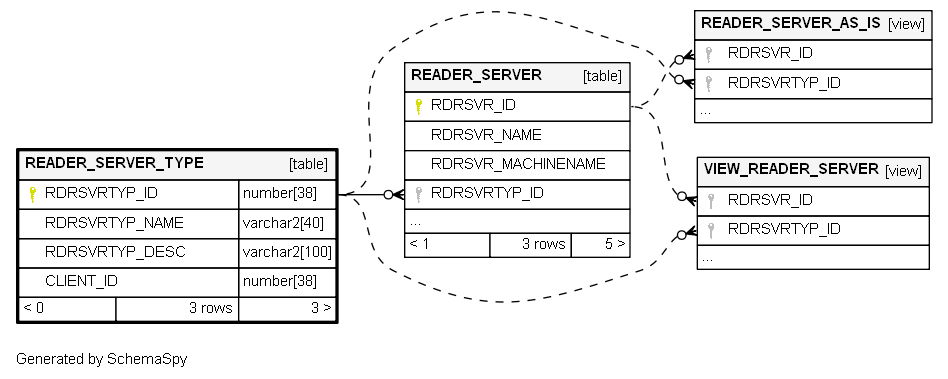 READER_SERVER_AS_IS [view]
RDRSVR_ID
RDRSVRTYP_ID
...
READER_SERVER [table]
RDRSVR_ID
RDRSVR_NAME
RDRSVR_MACHINENAME
RDRSVRTYP_ID
...
< 1 3 rows 5 >
READER_SERVER_TYPE [table]
RDRSVRTYP_ID number[38]
RDRSVRTYP_NAME varchar2[40]
RDRSVRTYP_DESC varchar2[100]
CLIENT_ID number[38]
< 0 3 rows 3 >
VIEW_READER_SERVER [view]
RDRSVR_ID
RDRSVRTYP_ID
...
Generated by SchemaSpy